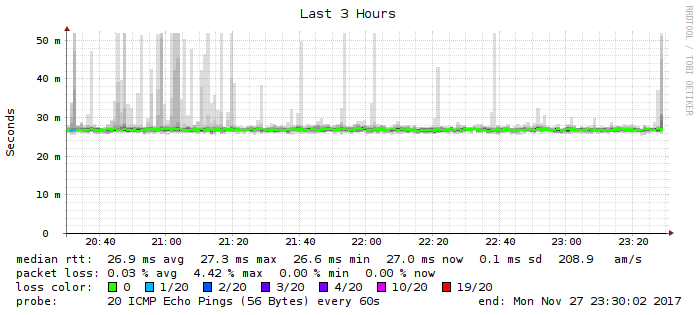 Last 3 Hours
RRDTOOL / TOBI OETIKER
Seconds
50 m
40 m
30 m
20 m
10 m
0
20:40 21:00 21:20 21:40 22:00 22:20 22:40 23:00 23:20
median rtt: 26.9 ms avg 27.3 ms max 26.6 ms min 27.0 ms now 0.1 ms sd 208.9 am/s
packet loss: 0.03 % avg 4.42 % max 0.00 % min 0.00 % now
loss color: 0 1/20 2/20 3/20 4/20 10/20 19/20
probe: 20 ICMP Echo Pings (56 Bytes) every 60s end: Mon Nov 27 23:30:02 2017